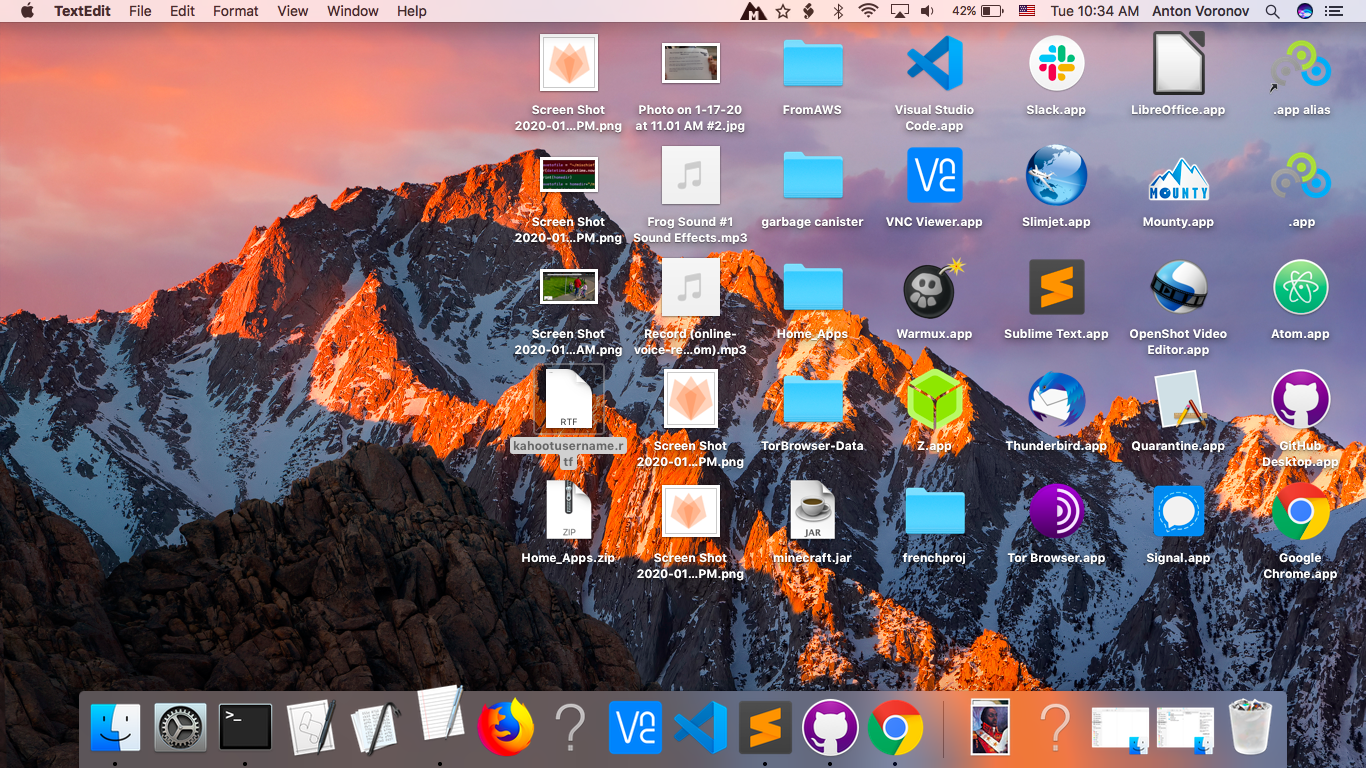 TextEdit File Edit Format View Window Help 42% Tue 10:34 AM Anton Voronov
Screen Shot
2020-01...PM.png
Photo on 1-17-20
at 11.01 AM #2.jpg
FromAWS
Visual Studio
Code.app
Slack.app
LibreOffice.app
.app alias
Screen Shot
2020-01...PM.png
Frog Sound #1
Sound Effects.mp3
garbage canister
VNC Viewer.app
Slimjet.app
MOUNTY
Mounty.app
.app
Screen Shot
2020-01...AM.png
Record (online-
voice-re...om).mp3
Home_Apps
Warmux.app
Sublime Text.app
OpenShot Video
Editor.app
Atom.app
RTF
kahootusername.r
tf
Screen Shot
2020-01...PM.png
TorBrowser-Data
Z.app
Thunderbird.app
Quarantine.app
GitHub
Desktop.app
ZIP
Home_Apps.zip
Screen Shot
2020-01...PM.png
JAR
minecraft.jar
frenchproj
Tor Browser.app
Signal.app
Google
Chrome.app